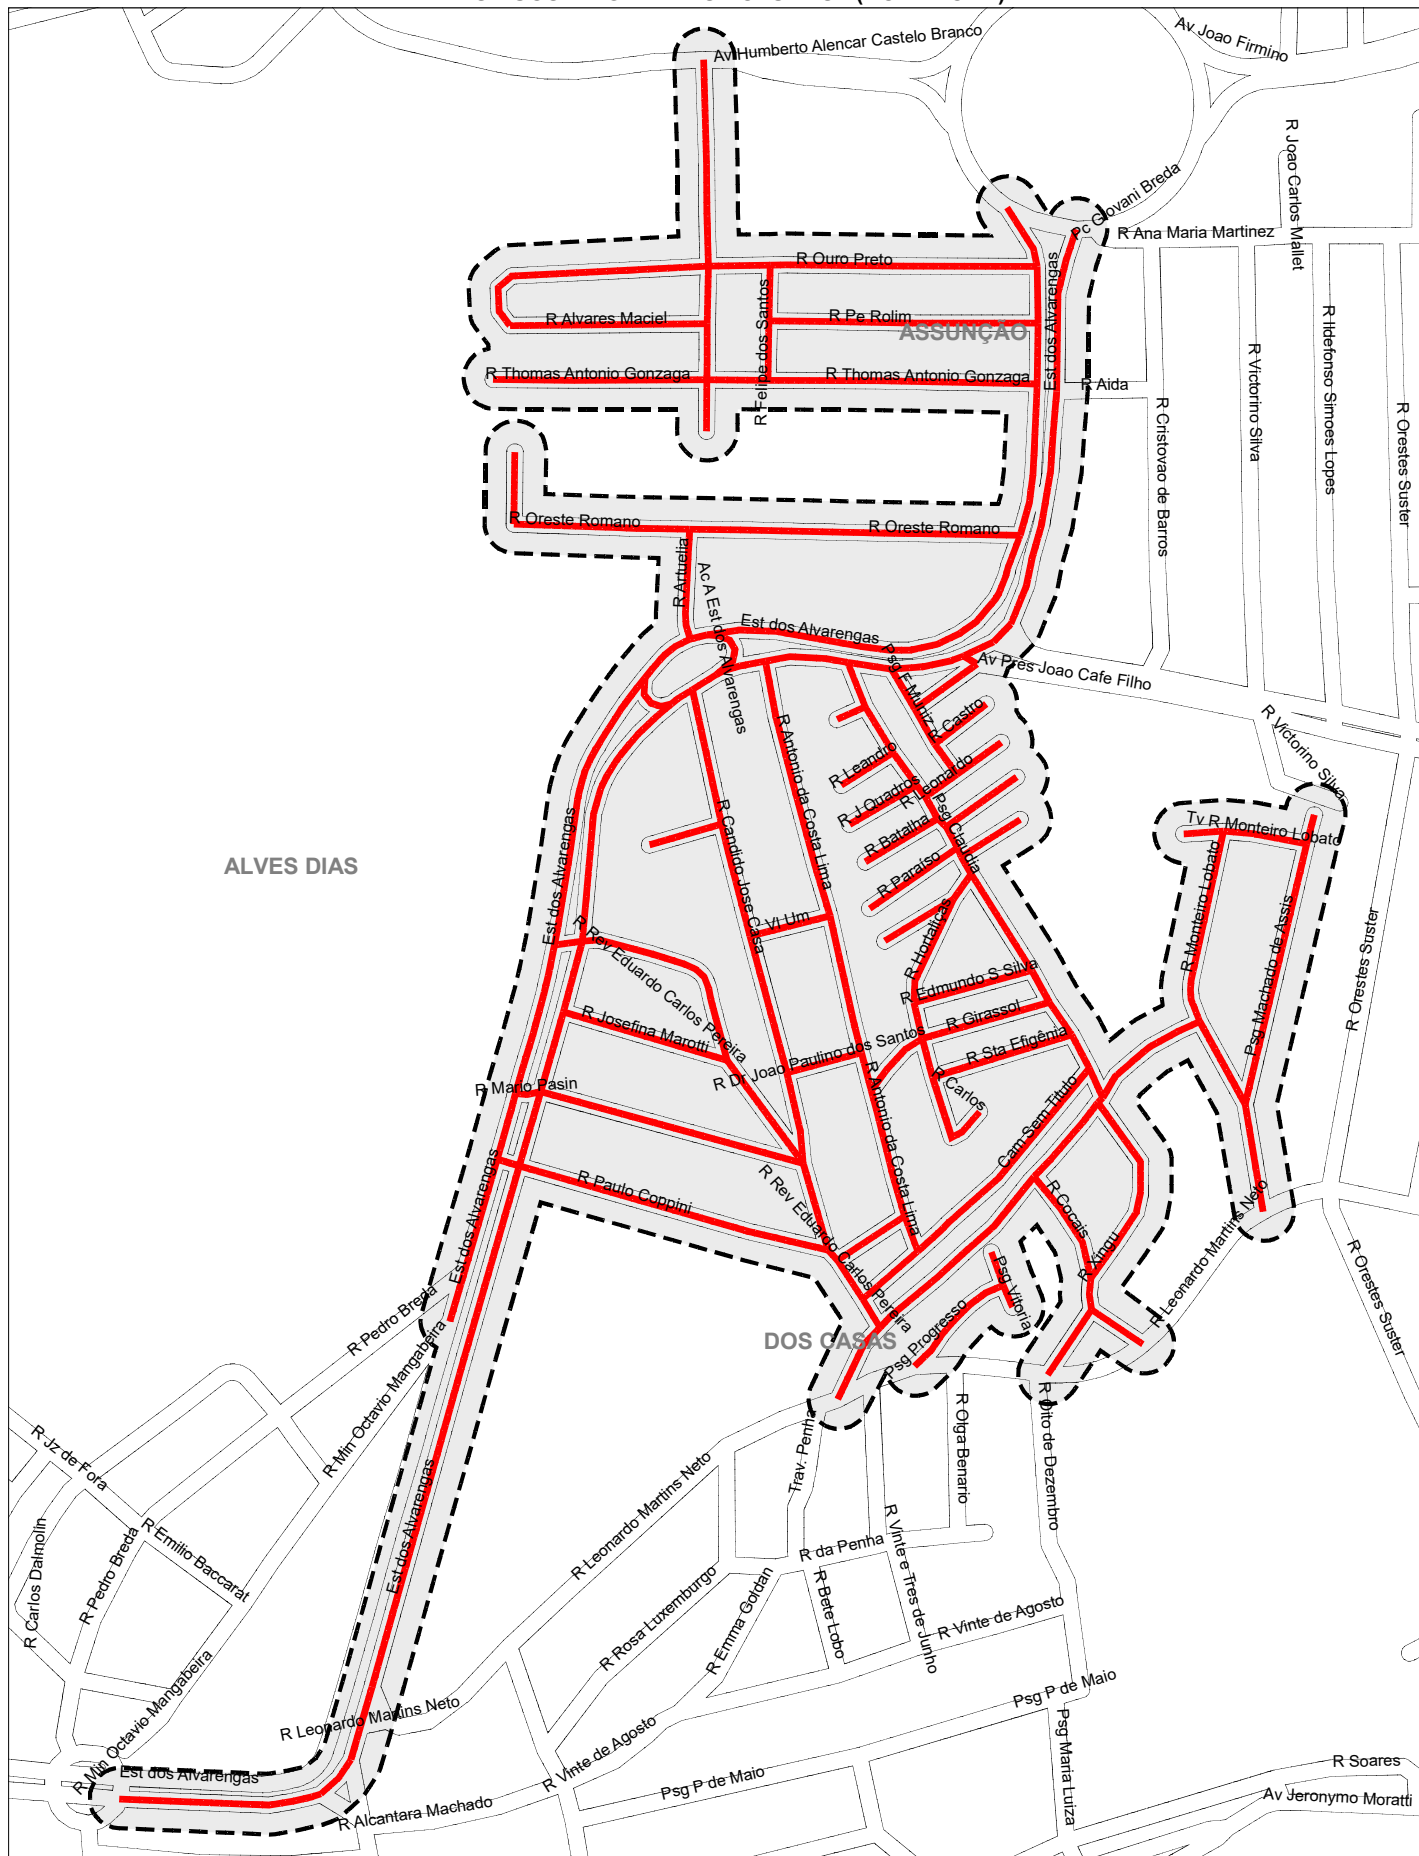 Av Humberto Alencar Castelo Branco
Av Joao Firmino
R Joao Carlos Mallet
Pc Giovani Breda
R Ana Maria Martinez
R Ouro Preto
R Alvares Maciel
R Felipe dos Santos
R Pe Rolim
ASSUNÇÃO
Est dos Alvarengas
R Thomas Antonio Gonzaga
R Thomas Antonio Gonzaga
R Aida
R Victorino Silva
R Ildefonso Simoes Lopes
R Orestes Suster
R Cristovao de Barros
R Oreste Romano
R Oreste Romano
R Artuelia
Ac A Est dos Alvarengas
Est dos Alvarengas
Psg F Muniz
Av Pres Joao Cafe Filho
R Victorino Silva
R Castro
R Antonio da Costa Lima
R Leandro
R Leonardo
R J Quadros
R Batalha
Psg Claudia
R Paraiso
R Candido Jose Casa
Est dos Alvarengas
ALVES DIAS
Tv R Monteiro Lobato
R Monteiro Lobato
Psg Machado de Assis
R Orestes Suster
Vl Um
R Hortaliças
R Rev Eduardo Carlos Pereira
R Edmundo S Silva
R Josefina Marotti
R Girassol
R Dr Joao Paulino dos Santos
R Sta Efigênia
R Mario Pasin
R Carlos
R Antonio da Costa Lima
Cam Sem Titulo
R Paulo Coppini
R Rev Eduardo Carlos Pereira
R Cocais
R Xingu
R Leonardo Martins Neto
R Orestes Suster
Est dos Alvarengas
Psg Vitoria
Psg Progresso
DOS CASAS
R Pedro Breda
R Min Octavio Mangabeira
R Jz de Fora
R Dito de Dezembro
R Olga Benario
Trav. Penha
R Leonardo Martins Neto
Est dos Alvarengas
R Carlos Dalmolin
R Pedro Breda
R Emilio Baccarat
R Vinte e Tres de Junho
R da Penha
R Rosa Luxemburgo
R Emma Goldan
R Bete Lobo
R Vinte de Agosto
R Min Octavio Mangabeira
R Leonardo Martins Neto
Psg P de Maio
Psg Maria Luiza
R Vinte de Agosto
Est dos Alvarengas
Psg P de Maio
R Soares
Av Jeronymo Moratti
R Alcantara Machado